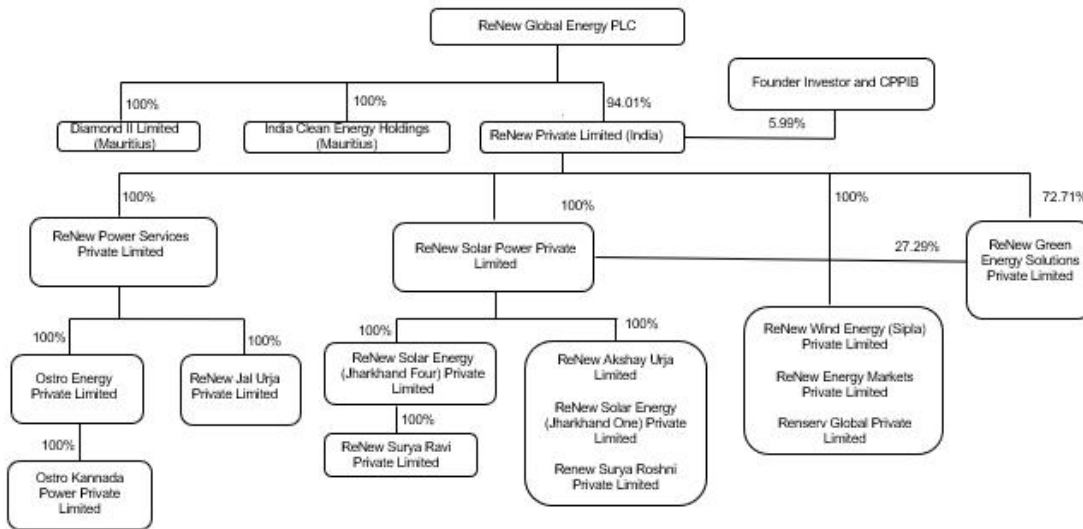 ReNew Global Energy PLC
Founder Investor and CPPIB
100%
100%
94.01%
5.99%
Diamond II Limited
(Mauritius)
India Clean Energy Holdings
(Mauritius)
ReNew Private Limited (India)
100%
100%
100%
72.71%
ReNew Power Services
Private Limited
ReNew Solar Power Private
Limited
27.29%
ReNew Green
Energy Solutions
Private Limited
100%
100%
100%
100%
Ostro Energy
Private Limited
ReNew Jal Urja
Private Limited
ReNew Solar Energy
(Jharkhand Four) Private
Limited
ReNew Akshay Urja
Limited
ReNew Solar Energy
(Jharkhand One) Private
Limited
Renew Surya Roshni
Private Limited
ReNew Wind Energy (Sipla)
Private Limited
ReNew Energy Markets
Private Limited
Renserv Global Private
Limited
100%
100%
Ostro Kannada
Power Private
Limited
ReNew Surya Ravi
Private Limited